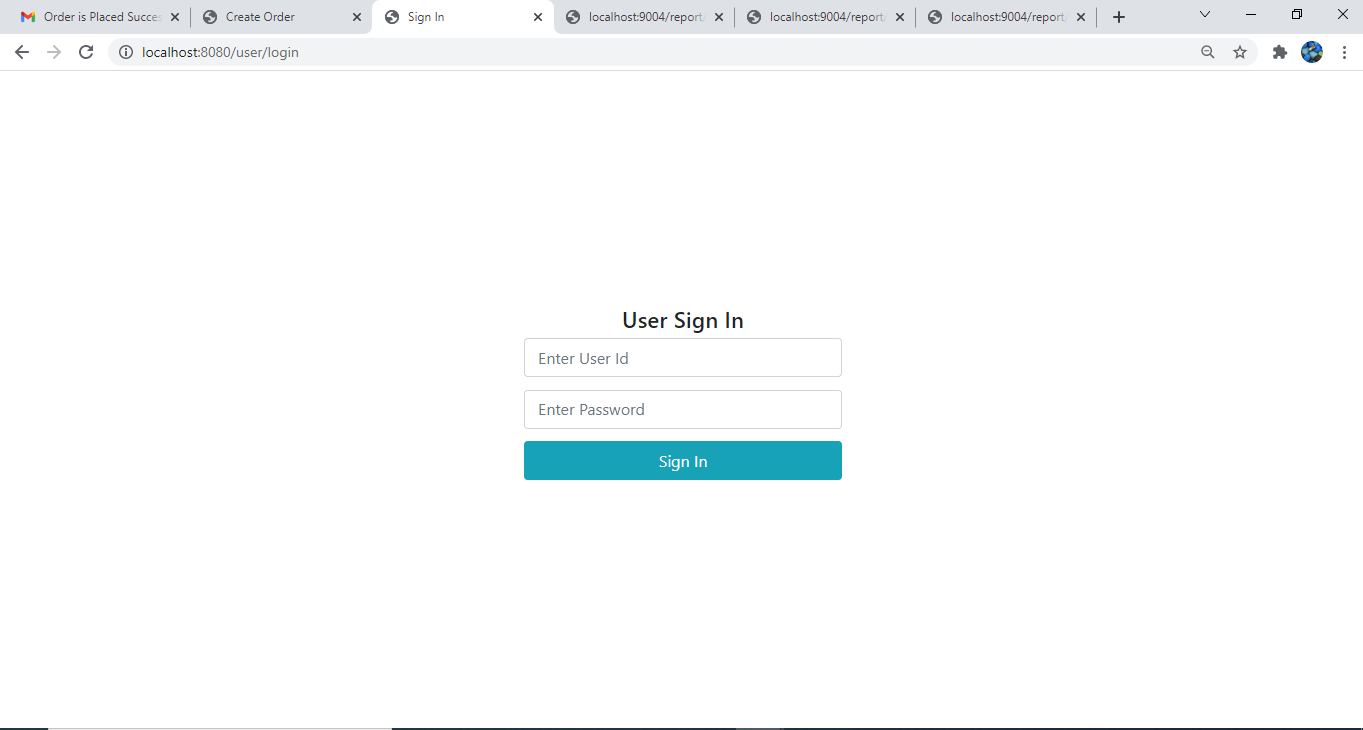 Order is Placed Succes
Create Order
Sign In
localhost:9004/report/
localhost:9004/report/
localhost:9004/report/
localhost:8080/user/login
User Sign In
Enter User Id
Enter Password
Sign In